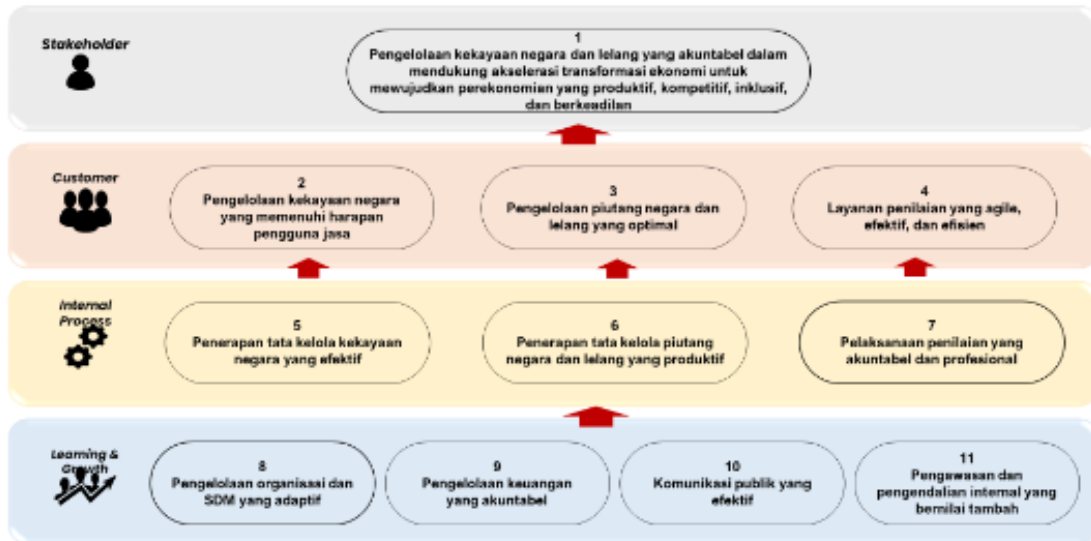 Stakeholder
1
Pengelolaan kekayaan negara dan lelang yang akuntabel dalam
mendukung akselerasi transformasi ekonomi untuk
mewujudkan perekonomian yang produktif, kompetitif, inklusif,
dan berkeadilan
Customer
2
Pengelolaan kekayaan negara
yang memenuhi harapan
pengguna jasa
3
Pengelolaan piutang negara dan
lelang yang optimal
4
Layanan penilaian yang agile,
efektif, dan efisien
Internal
Process
5
Penerapan tata kelola kekayaan
negara yang efektif
6
Penerapan tata kelola piutang
negara dan lelang yang produktif
7
Pelaksanaan penilaian yang
akuntabel dan profesional
Learning &
Growth
8
Pengelolaan organisasi dan
SDM yang adaptif
9
Pengelolaan keuangan
yang akuntabel
10
Komunikasi publik yang
efektif
11
Pengawasan dan
pengendalian internal yang
bernilai tambah